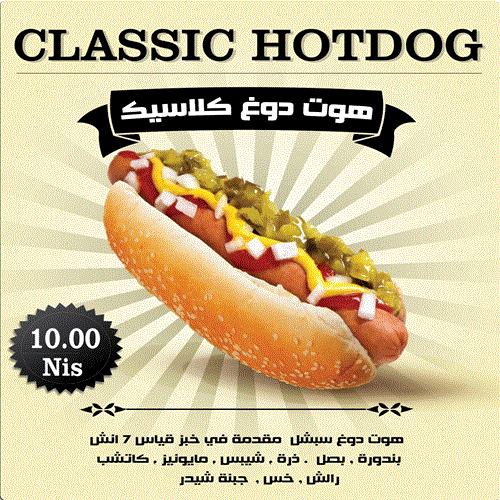 CLASSIC HOTDOG
هوت دوغ كلاسيك
10.00
Nis
هوت دوغ سبشل مقدمة في خبز قياس 7 انش
بندورة , بصل . ذرة , شيبس , مايونيز , كاتشب
رالش , خس , جبنة شيدر